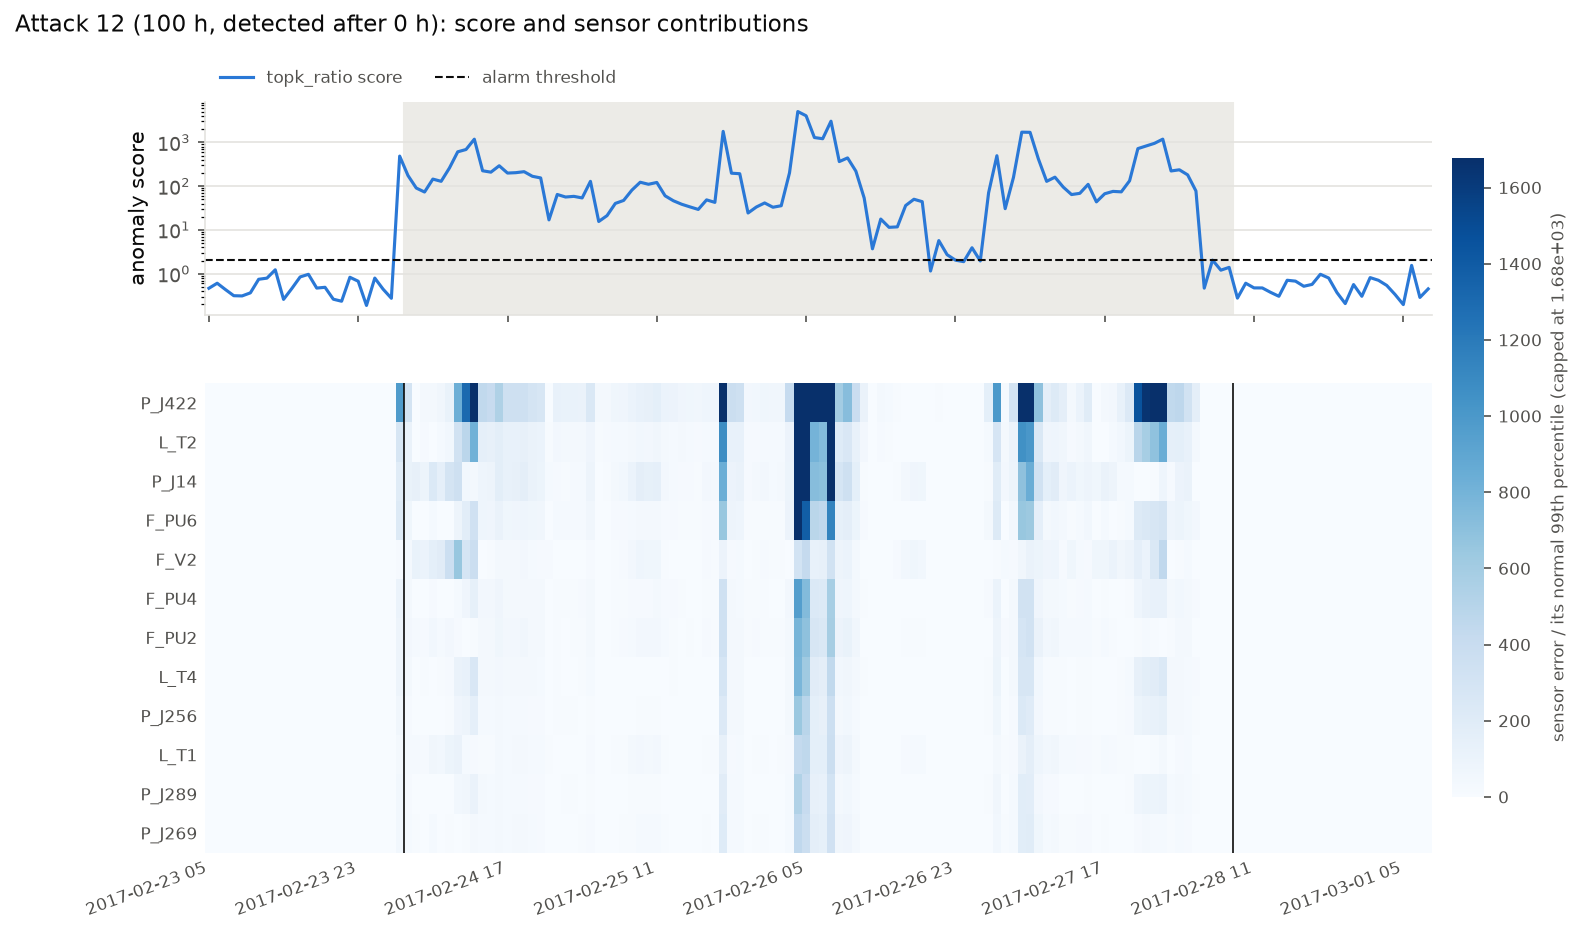 Attack 12 (100 h, detected after 0 h): score and sensor contributions
topk_ratio score
alarm threshold
anomaly score
10³
10²
10¹
10⁰
P_J422
L_T2
P_J14
F_PU6
F_V2
F_PU4
F_PU2
L_T4
P_J256
L_T1
P_J289
P_J269
2017-02-23 05
2017-02-23 23
2017-02-24 17
2017-02-25 11
2017-02-26 05
2017-02-26 23
2017-02-27 17
2017-02-28 11
2017-03-01 05
1600
1400
1200
1000
800
600
400
200
0
sensor error / its normal 99th percentile (capped at 1.68e+03)